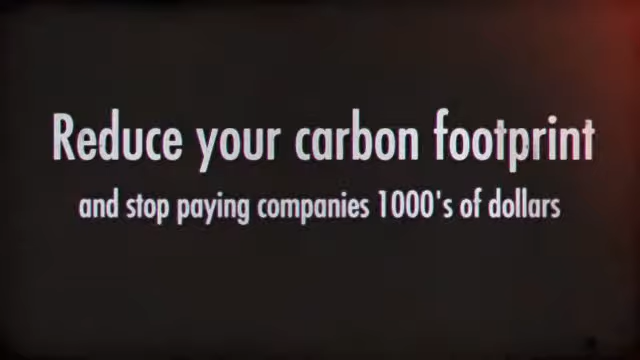 Reduce your carbon footprint
and stop paying companies 1000's of dollars